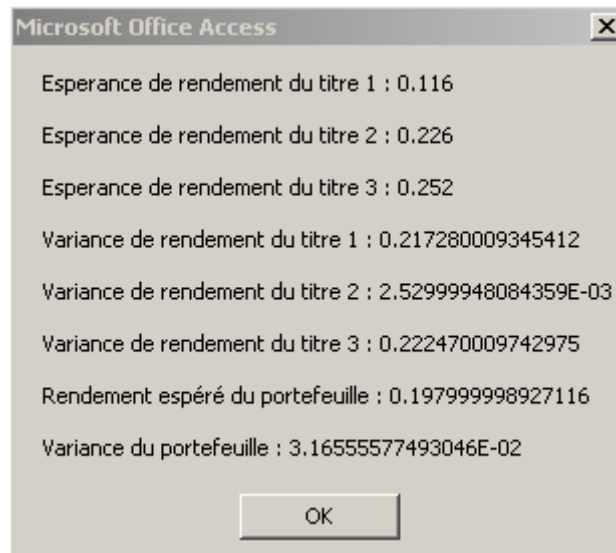 Microsoft Office Access
Esperance de rendement du titre 1 : 0.116
Esperance de rendement du titre 2 : 0.226
Esperance de rendement du titre 3 : 0.252
Variance de rendement du titre 1 : 0.217280009345412
Variance de rendement du titre 2 : 2.52999948084359E-03
Variance de rendement du titre 3 : 0.222470009742975
Rendement espéré du portefeuille : 0.197999998927116
Variance du portefeuille : 3.16555577493046E-02
OK